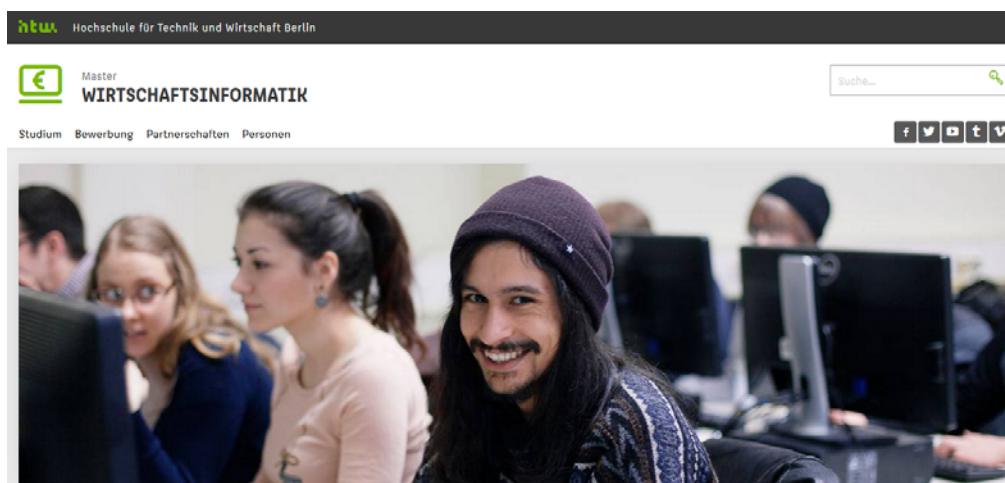 htw. Hochschule für Technik und Wirtschaft Berlin
Master
WIRTSCHAFTSINFORMATIK
Suche...
Studium Bewerbung Partnerschaften Personen